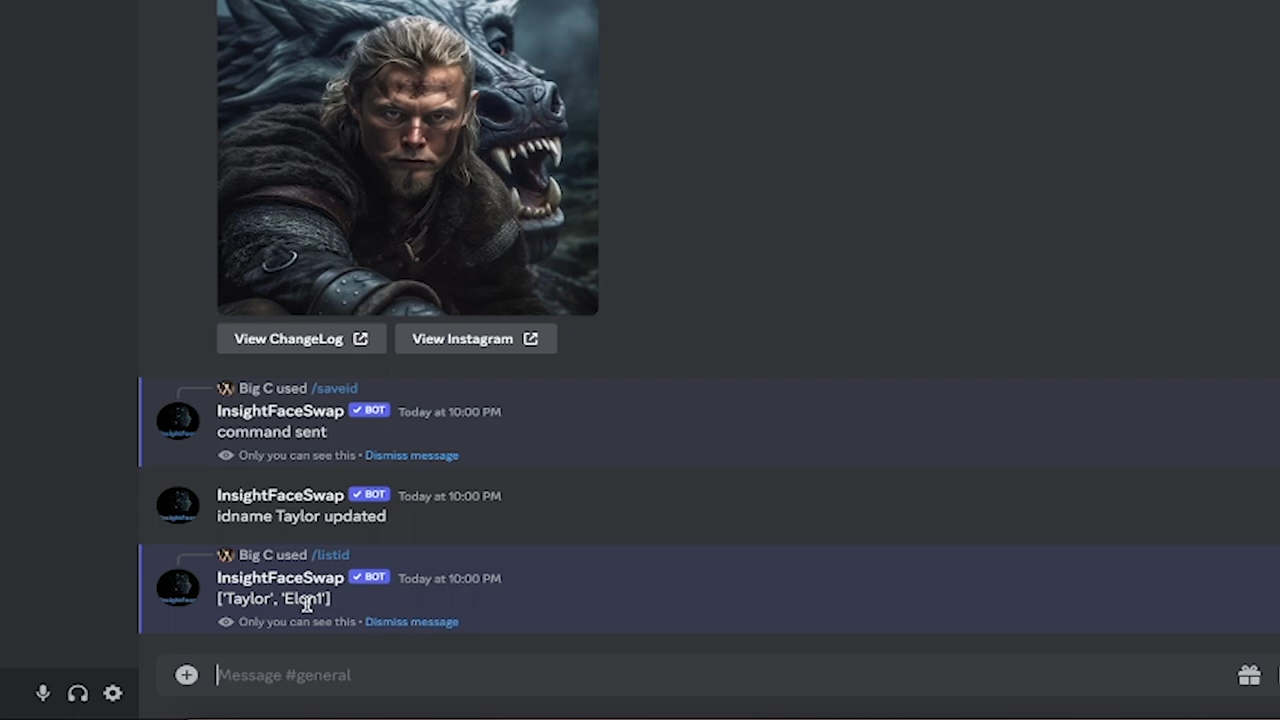 View ChangeLog
View Instagram
Big C used /saveid
InsightFaceSwap BOT Today at 10:00 PM
command sent
Only you can see this • Dismiss message
InsightFaceSwap BOT Today at 10:00 PM
idname Taylor updated
Big C used /listid
InsightFaceSwap BOT Today at 10:00 PM
['Taylor', 'Elon1']
Only you can see this • Dismiss message
Message #general